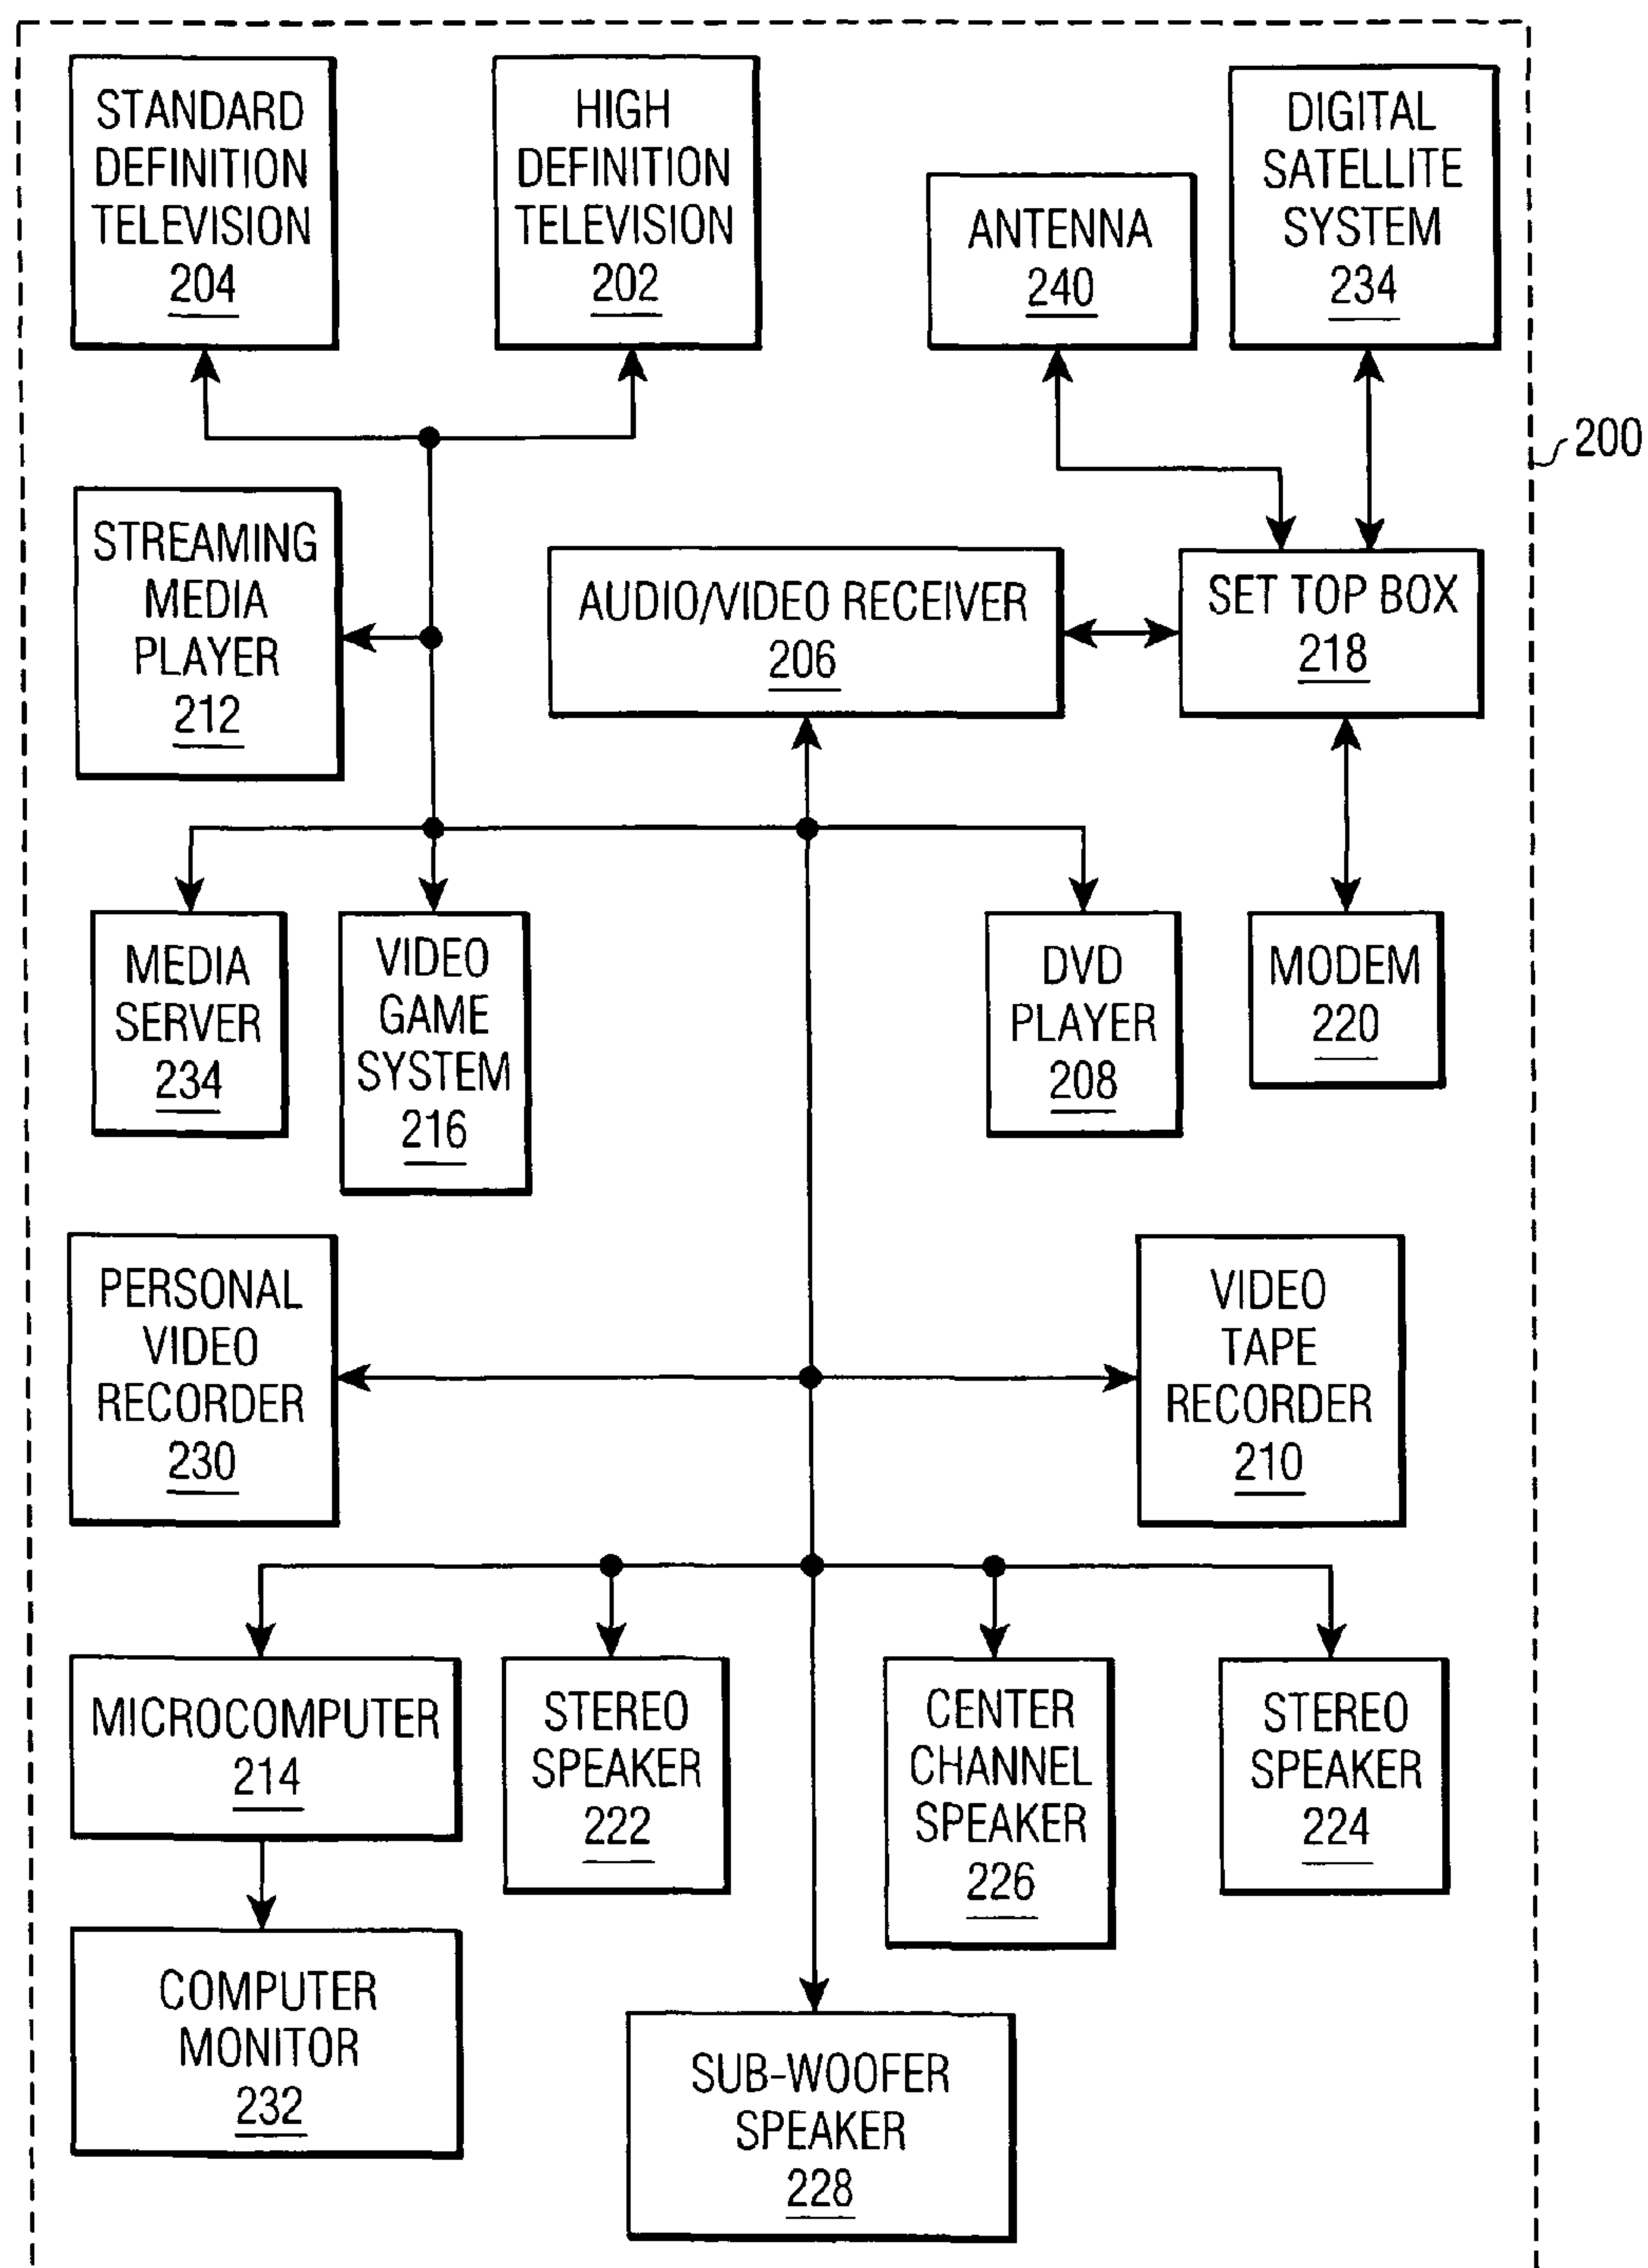 STANDARD
DEFINITION
TELEVISION
204
HIGH
DEFINITION
TELEVISION
202
ANTENNA
240
DIGITAL
SATELLITE
SYSTEM
234
200
STREAMING
MEDIA
PLAYER
212
AUDIO/VIDEO RECEIVER
206
SET TOP BOX
218
MEDIA
SERVER
234
VIDEO
GAME
SYSTEM
216
DVD
PLAYER
208
MODEM
220
PERSONAL
VIDEO
RECORDER
230
VIDEO
TAPE
RECORDER
210
MICROCOMPUTER
214
STEREO
SPEAKER
222
CENTER
CHANNEL
SPEAKER
226
STEREO
SPEAKER
224
COMPUTER
MONITOR
232
SUB-WOOFER
SPEAKER
228